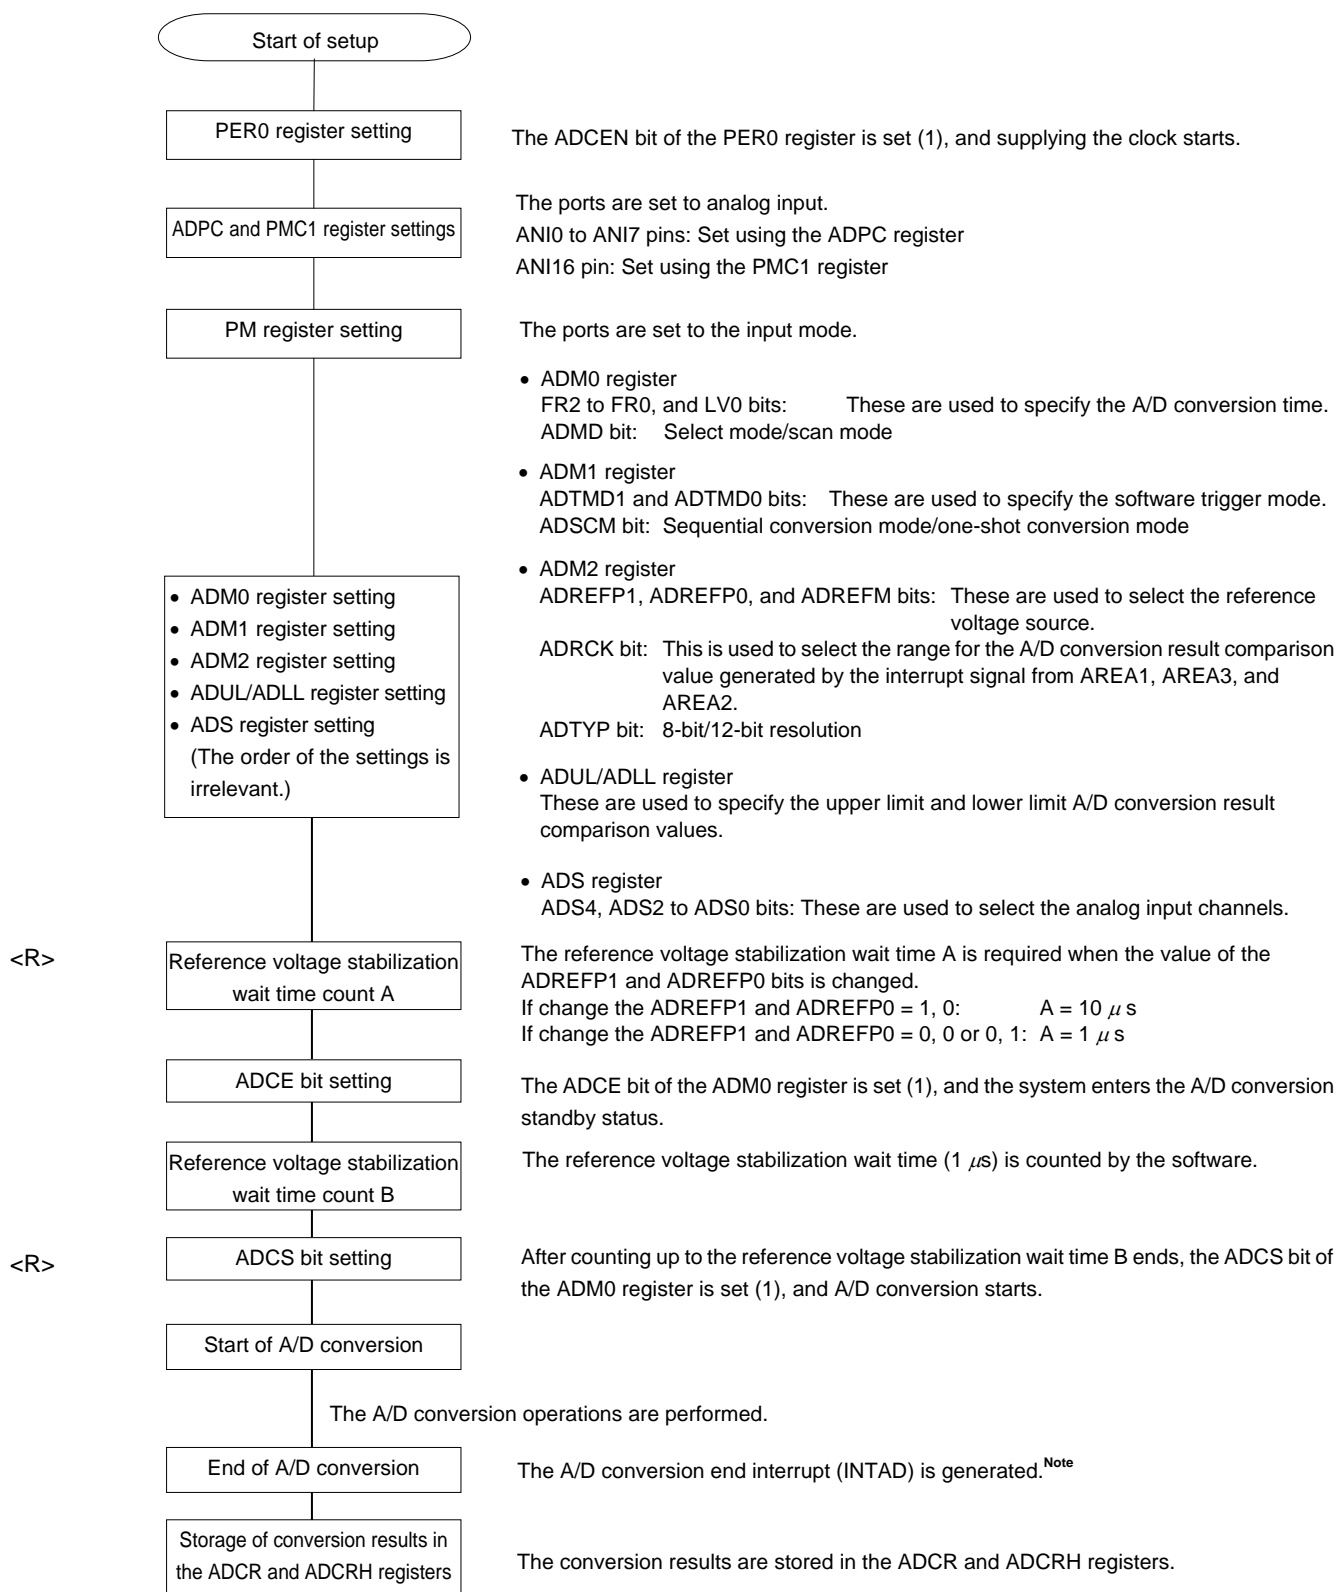 Start of setup
PER0 register setting
The ADCEN bit of the PER0 register is set (1), and supplying the clock starts.
ADPC and PMC1 register settings
The ports are set to analog input.
ANI0 to ANI7 pins: Set using the ADPC register
ANI16 pin: Set using the PMC1 register
PM register setting
The ports are set to the input mode.
• ADM0 register setting
• ADM1 register setting
• ADM2 register setting
• ADUL/ADLL register setting
• ADS register setting
(The order of the settings is
irrelevant.)
• ADM0 register
FR2 to FR0, and LV0 bits: These are used to specify the A/D conversion time.
ADMD bit: Select mode/scan mode
• ADM1 register
ADTMD1 and ADTMD0 bits: These are used to specify the software trigger mode.
ADSCM bit: Sequential conversion mode/one-shot conversion mode
• ADM2 register
ADREFP1, ADREFP0, and ADREFM bits: These are used to select the reference
voltage source.
ADRCK bit: This is used to select the range for the A/D conversion result comparison
value generated by the interrupt signal from AREA1, AREA3, and
AREA2.
ADTYP bit: 8-bit/12-bit resolution
• ADUL/ADLL register
These are used to specify the upper limit and lower limit A/D conversion result
comparison values.
• ADS register
ADS4, ADS2 to ADS0 bits: These are used to select the analog input channels.
<R>
Reference voltage stabilization
wait time count A
The reference voltage stabilization wait time A is required when the value of the
ADREFP1 and ADREFP0 bits is changed.
If change the ADREFP1 and ADREFP0 = 1, 0: A = 10 μ s
If change the ADREFP1 and ADREFP0 = 0, 0 or 0, 1: A = 1 μ s
ADCE bit setting
The ADCE bit of the ADM0 register is set (1), and the system enters the A/D conversion
standby status.
Reference voltage stabilization
wait time count B
The reference voltage stabilization wait time (1 μs) is counted by the software.
<R>
ADCS bit setting
After counting up to the reference voltage stabilization wait time B ends, the ADCS bit of
the ADM0 register is set (1), and A/D conversion starts.
Start of A/D conversion
The A/D conversion operations are performed.
End of A/D conversion
The A/D conversion end interrupt (INTAD) is generated.Note
Storage of conversion results in
the ADCR and ADCRH registers
The conversion results are stored in the ADCR and ADCRH registers.